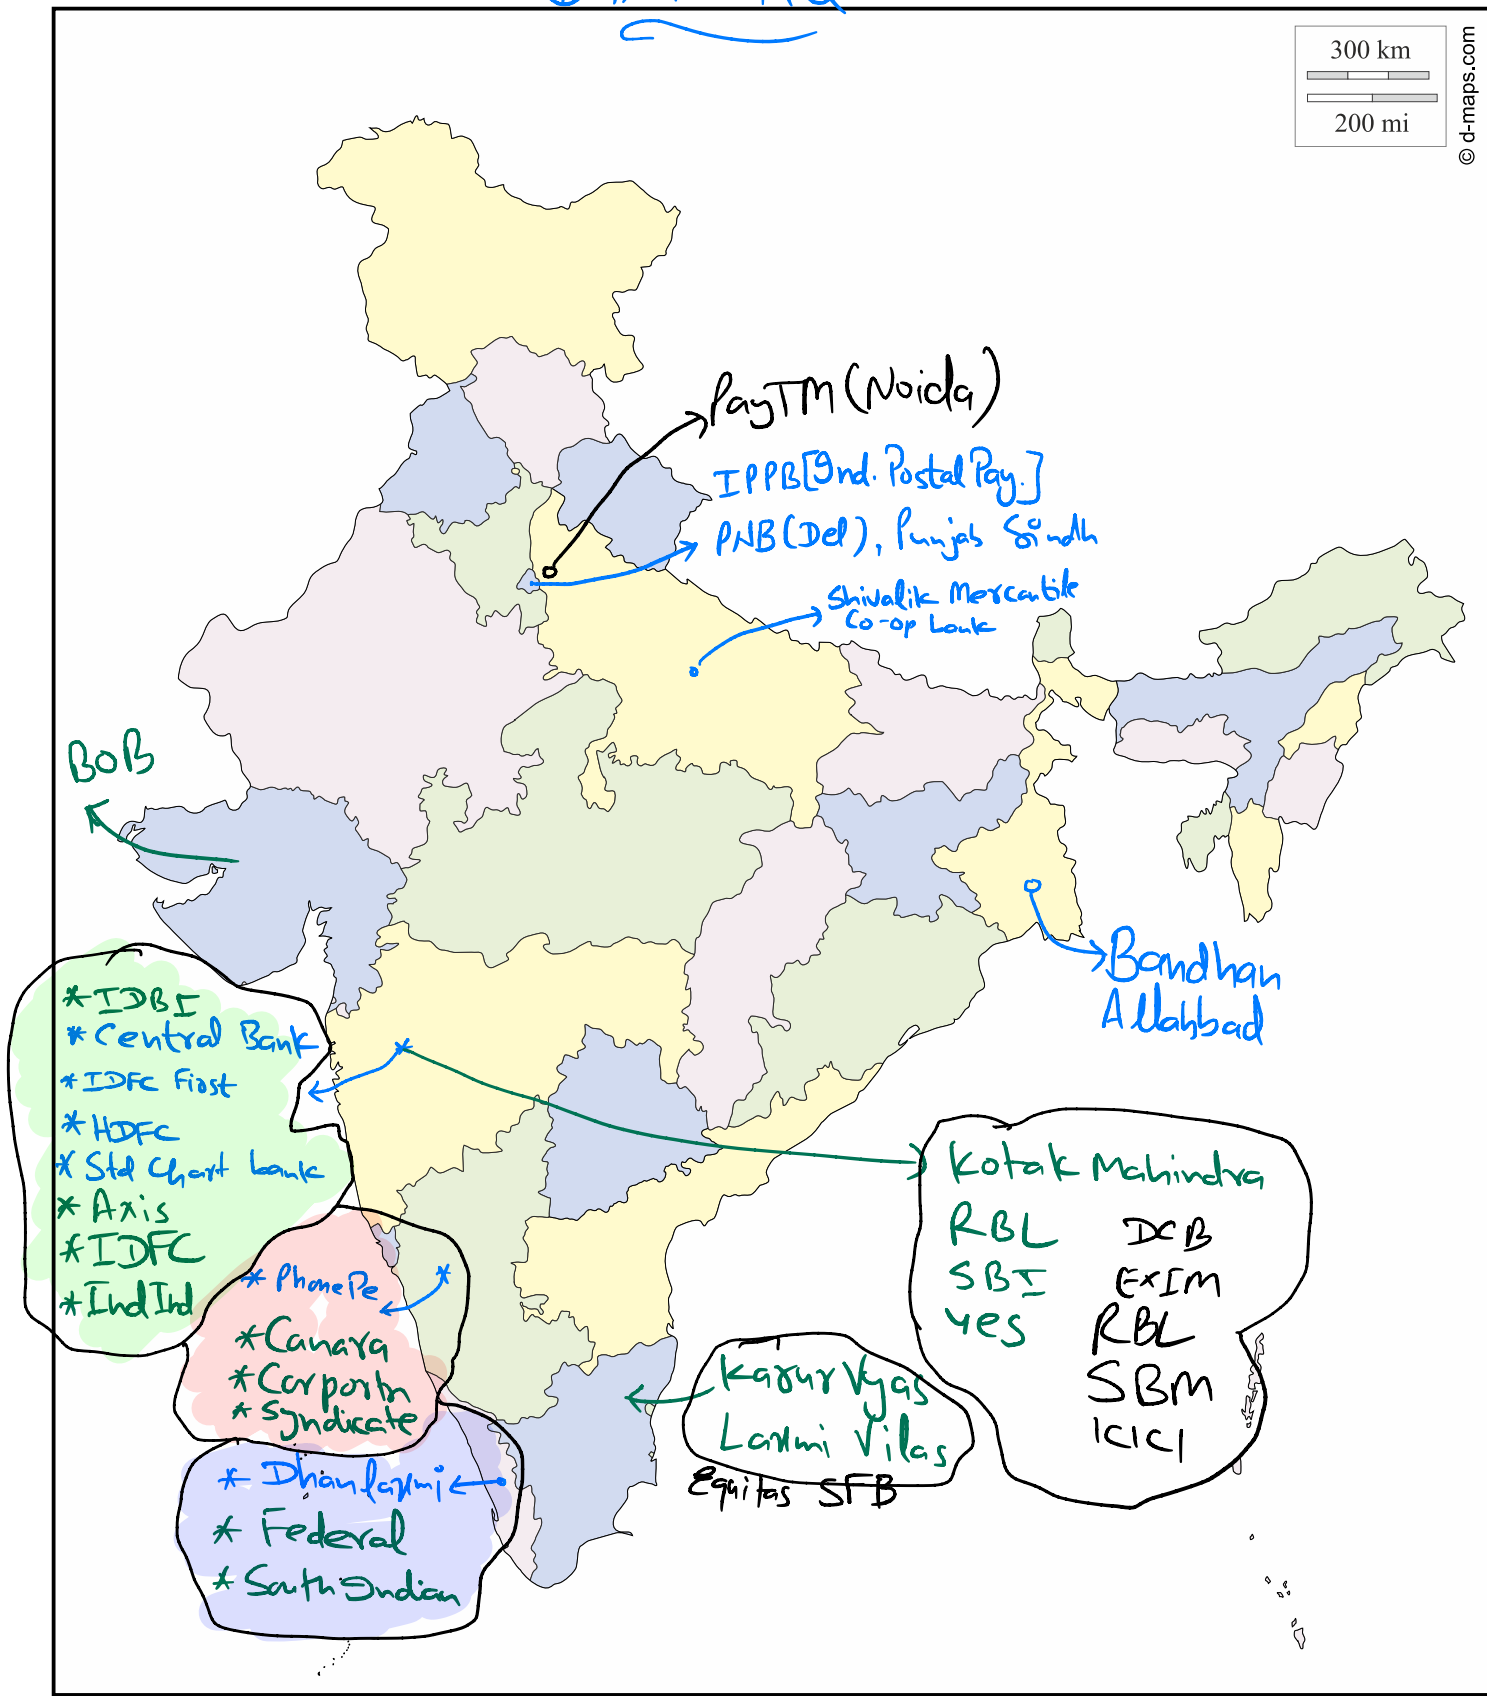 300 km
200 mi
© d-maps.com
PayTM (Noida)
IPPB [Ind. Postal Pay.]
PNB (Del), Punjab Sindh
Shivalik Mercantile
Co-op bank
BOB
Bandhan
Allahbad
* IDBI
* Central Bank
* IDFC First
* HDFC
* Std Chart bank
* Axis
* IDFC
* IndInd
Kotak Mahindra
RBL DCB
SBI EXIM
Yes RBL
SBM
ICICI
* PhonePe
* Canara
* Corportn
* Syndicate
Karur Vyas
Laxmi Vilas
Equitas SFB
* Dhanlaxmi
* Federal
* South Indian